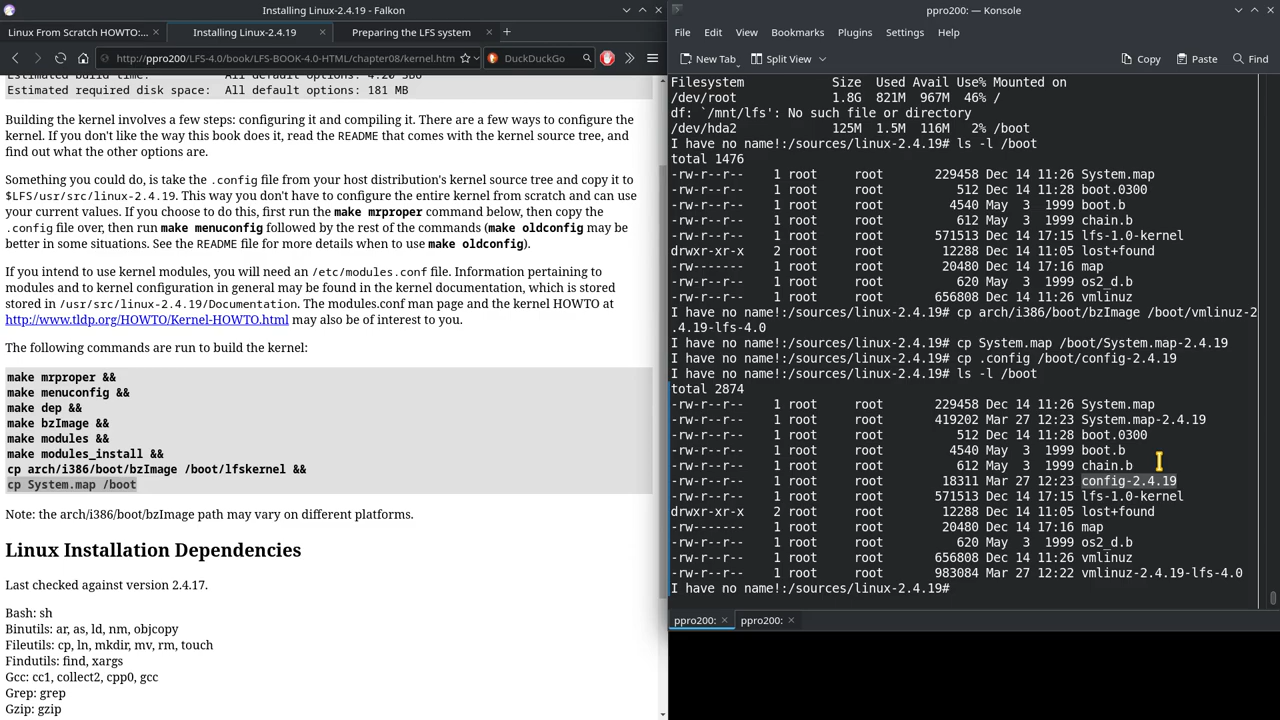 Installing Linux-2.4.19 - Falkon
Linux From Scratch HOWTO:...
Installing Linux-2.4.19
Preparing the LFS system
http://ppro200/LFS-4.0/book/LFS-BOOK-4.0-HTML/chapter08/kernel.htm
DuckDuckGo
Estimated build time: All default options: 4.20 SBU
Estimated required disk space: All default options: 181 MB
Building the kernel involves a few steps: configuring it and compiling it. There are a few ways to configure the
kernel. If you don't like the way this book does it, read the README that comes with the kernel source tree, and
find out what the other options are.
Something you could do, is take the .config file from your host distribution's kernel source tree and copy it to
$LFS/usr/src/linux-2.4.19. This way you don't have to configure the entire kernel from scratch and can use
your current values. If you choose to do this, first run the make mrproper command below, then copy the
.config file over, then run make menuconfig followed by the rest of the commands (make oldconfig may be
better in some situations. See the README file for more details when to use make oldconfig).
If you intend to use kernel modules, you will need an /etc/modules.conf file. Information pertaining to
modules and to kernel configuration in general may be found in the kernel documentation, which is stored
stored in /usr/src/linux-2.4.19/Documentation. The modules.conf man page and the kernel HOWTO at
http://www.tldp.org/HOWTO/Kernel-HOWTO.html may also be of interest to you.
The following commands are run to build the kernel:
make mrproper &&
make menuconfig &&
make dep &&
make bzImage &&
make modules &&
make modules_install &&
cp arch/i386/boot/bzImage /boot/lfskernel &&
cp System.map /boot
Note: the arch/i386/boot/bzImage path may vary on different platforms.
Linux Installation Dependencies
Last checked against version 2.4.17.
Bash: sh
Binutils: ar, as, ld, nm, objcopy
Fileutils: cp, ln, mkdir, mv, rm, touch
Findutils: find, xargs
Gcc: cc1, collect2, cpp0, gcc
Grep: grep
Gzip: gzip
ppro200: — Konsole
File Edit View Bookmarks Plugins Settings Help
New Tab Split View Copy Paste Find
Filesystem Size Used Avail Use% Mounted on
/dev/root 1.8G 821M 967M 46% /
df: `/mnt/lfs': No such file or directory
/dev/hda2 125M 1.5M 116M 2% /boot
I have no name!:/sources/linux-2.4.19# ls -l /boot
total 1476
-rw-r--r-- 1 root root 229458 Dec 14 11:26 System.map
-rw-r--r-- 1 root root 512 Dec 14 11:28 boot.0300
-rw-r--r-- 1 root root 4540 May 3 1999 boot.b
-rw-r--r-- 1 root root 612 May 3 1999 chain.b
-rw-r--r-- 1 root root 571513 Dec 14 17:15 lfs-1.0-kernel
drwxr-xr-x 2 root root 12288 Dec 14 11:05 lost+found
-rw------- 1 root root 20480 Dec 14 17:16 map
-rw-r--r-- 1 root root 620 May 3 1999 os2_d.b
-rw-r--r-- 1 root root 656808 Dec 14 11:26 vmlinuz
I have no name!:/sources/linux-2.4.19# cp arch/i386/boot/bzImage /boot/vmlinuz-2
.4.19-lfs-4.0
I have no name!:/sources/linux-2.4.19# cp System.map /boot/System.map-2.4.19
I have no name!:/sources/linux-2.4.19# cp .config /boot/config-2.4.19
I have no name!:/sources/linux-2.4.19# ls -l /boot
total 2874
-rw-r--r-- 1 root root 229458 Dec 14 11:26 System.map
-rw-r--r-- 1 root root 419202 Mar 27 12:23 System.map-2.4.19
-rw-r--r-- 1 root root 512 Dec 14 11:28 boot.0300
-rw-r--r-- 1 root root 4540 May 3 1999 boot.b
-rw-r--r-- 1 root root 612 May 3 1999 chain.b
-rw-r--r-- 1 root root 18311 Mar 27 12:23 config-2.4.19
-rw-r--r-- 1 root root 571513 Dec 14 17:15 lfs-1.0-kernel
drwxr-xr-x 2 root root 12288 Dec 14 11:05 lost+found
-rw------- 1 root root 20480 Dec 14 17:16 map
-rw-r--r-- 1 root root 620 May 3 1999 os2_d.b
-rw-r--r-- 1 root root 656808 Dec 14 11:26 vmlinuz
-rw-r--r-- 1 root root 983084 Mar 27 12:22 vmlinuz-2.4.19-lfs-4.0
I have no name!:/sources/linux-2.4.19#
ppro200: ppro200: